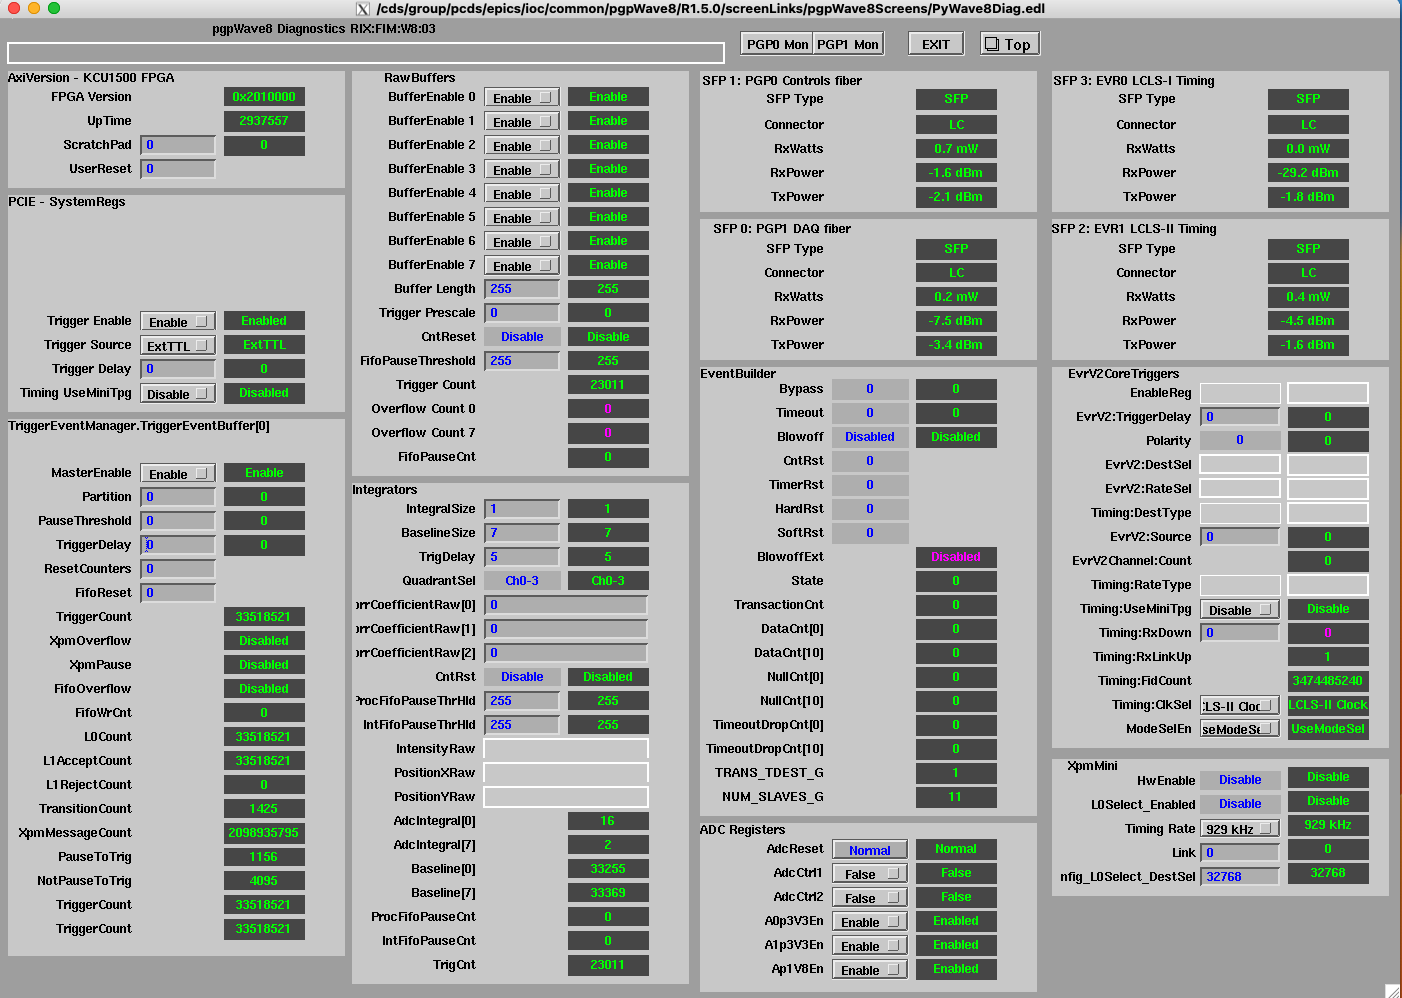 /cds/group/pcds/epics/ioc/common/pgpWave8/R1.5.0/screenLinks/pgpWave8Screens/PyWave8Diag.edl
pgpWave8 Diagnostics RIX:FIM:W8:03
PGP0 Mon PGP1 Mon EXIT Top
AxiVersion - KCU1500 FPGA
FPGA Version 0x2010000
UpTime 2937557
ScratchPad 0 0
UserReset 0
PCIE - SystemRegs
Trigger Enable Enable Enabled
Trigger Source ExtTTL ExtTTL
Trigger Delay 0 0
Timing UseMiniTpg Disable Disabled
TriggerEventManager.TriggerEventBuffer[0]
MasterEnable Enable Enable
Partition 0 0
PauseThreshold 0 0
TriggerDelay 0 0
ResetCounters 0
FifoReset 0
TriggerCount 33518521
XpmOverflow Disabled
XpmPause Disabled
FifoOverflow Disabled
FifoWrCnt 0
L0Count 33518521
L1AcceptCount 33518521
L1RejectCount 0
TransitionCount 1425
XpmMessageCount 2098935795
PauseToTrig 1156
NotPauseToTrig 4095
TriggerCount 33518521
TriggerCount 33518521
RawBuffers
BufferEnable 0 Enable Enable
BufferEnable 1 Enable Enable
BufferEnable 2 Enable Enable
BufferEnable 3 Enable Enable
BufferEnable 4 Enable Enable
BufferEnable 5 Enable Enable
BufferEnable 6 Enable Enable
BufferEnable 7 Enable Enable
Buffer Length 255 255
Trigger Prescale 0 0
CntReset Disable Disable
FifoPauseThreshold 255 255
Trigger Count 23011
Overflow Count 0 0
Overflow Count 7 0
FifoPauseCnt 0
Integrators
IntegralSize 1 1
BaselineSize 7 7
TrigDelay 5 5
QuadrantSel Ch0-3 Ch0-3
orrCoefficientRaw[0] 0
orrCoefficientRaw[1] 0
orrCoefficientRaw[2] 0
CntRst Disable Disabled
ProcFifoPauseThrHld 255 255
IntFifoPauseThrHld 255 255
IntensityRaw
PositionXRaw
PositionYRaw
AdcIntegral[0] 16
AdcIntegral[7] 2
Baseline[0] 33255
Baseline[7] 33369
ProcFifoPauseCnt 0
IntFifoPauseCnt 0
TrigCnt 23011
SFP 1: PGP0 Controls fiber
SFP Type SFP
Connector LC
RxWatts 0.7 mW
RxPower -1.6 dBm
TxPower -2.1 dBm
SFP 0: PGP1 DAQ fiber
SFP Type SFP
Connector LC
RxWatts 0.2 mW
RxPower -7.5 dBm
TxPower -3.4 dBm
EventBuilder
Bypass 0 0
Timeout 0 0
Blowoff Disabled Disabled
CntRst 0
TimerRst 0
HardRst 0
SoftRst 0
BlowoffExt Disabled
State 0
TransactionCnt 0
DataCnt[0] 0
DataCnt[10] 0
NullCnt[0] 0
NullCnt[10] 0
TimeoutDropCnt[0] 0
TimeoutDropCnt[10] 0
TRANS_TDEST_G 1
NUM_SLAVES_G 11
ADC Registers
AdcReset Normal Normal
AdcCtrl1 False False
AdcCtrl2 False False
A0p3V3En Enable Enabled
A1p3V3En Enable Enabled
Ap1V8En Enable Enabled
SFP 3: EVR0 LCLS-I Timing
SFP Type SFP
Connector LC
RxWatts 0.0 mW
RxPower -29.2 dBm
TxPower -1.8 dBm
SFP 2: EVR1 LCLS-II Timing
SFP Type SFP
Connector LC
RxWatts 0.4 mW
RxPower -4.5 dBm
TxPower -1.6 dBm
EvrV2CoreTriggers
EnableReg
EvrV2:TriggerDelay 0 0
Polarity 0 0
EvrV2:DestSel
EvrV2:RateSel
Timing:DestType
EvrV2:Source 0 0
EvrV2Channel:Count 0
Timing:RateType
Timing:UseMiniTpg Disable Disable
Timing:RxDown 0 0
Timing:RxLinkUp 1
Timing:FidCount 3474485240
Timing:ClkSel CLS-II Cloc LCLS-II Clock
ModeSelEn seModeSe UseModeSel
XpmMini
HwEnable Disable Disable
L0Select_Enabled Disable Disable
Timing Rate 929 kHz 929 kHz
Link 0 0
nfig_L0Select_DestSel 32768 32768